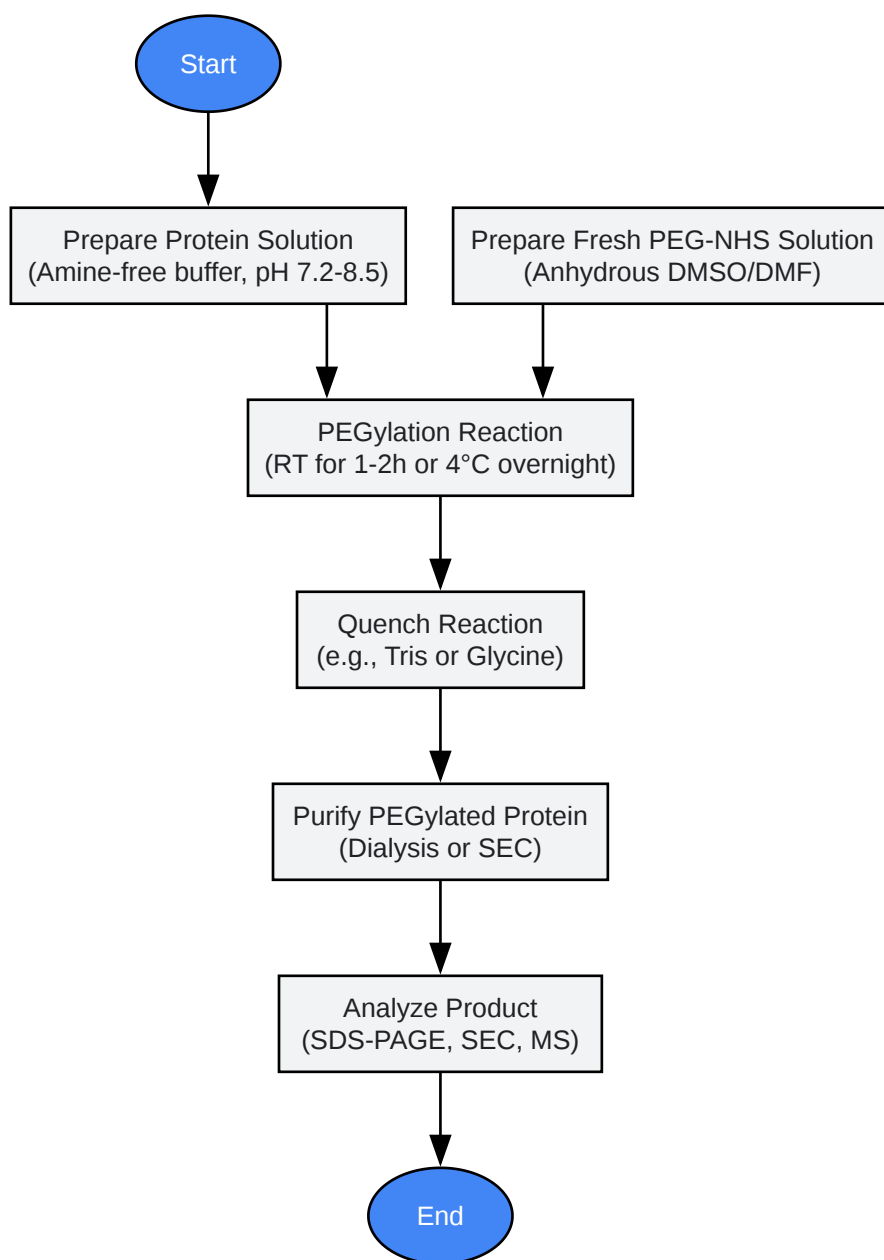 Start
Prepare Protein Solution
(Amine-free buffer, pH 7.2-8.5)
Prepare Fresh PEG-NHS Solution
(Anhydrous DMSO/DMF)
PEGylation Reaction
(RT for 1-2h or 4°C overnight)
Quench Reaction
(e.g., Tris or Glycine)
Purify PEGylated Protein
(Dialysis or SEC)
Analyze Product
(SDS-PAGE, SEC, MS)
End